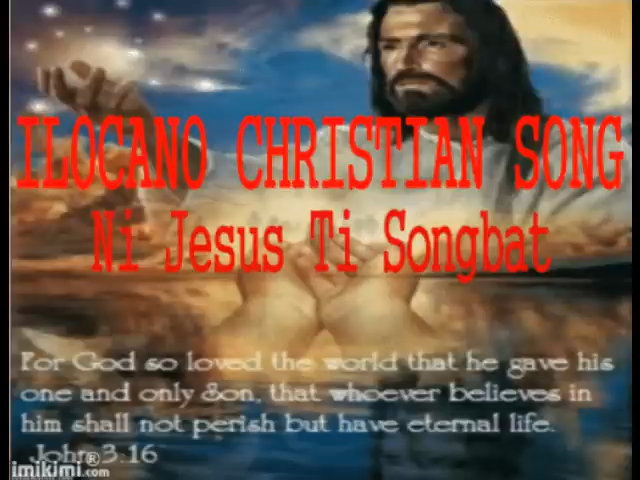 ILOCANO CHRISTIAN SONG
Ni Jesus Ti Songbat
For God so loved the world that he gave his
one and only Son, that whoever believes in
him shall not perish but have eternal life.
John 3.16
imikimi®.com